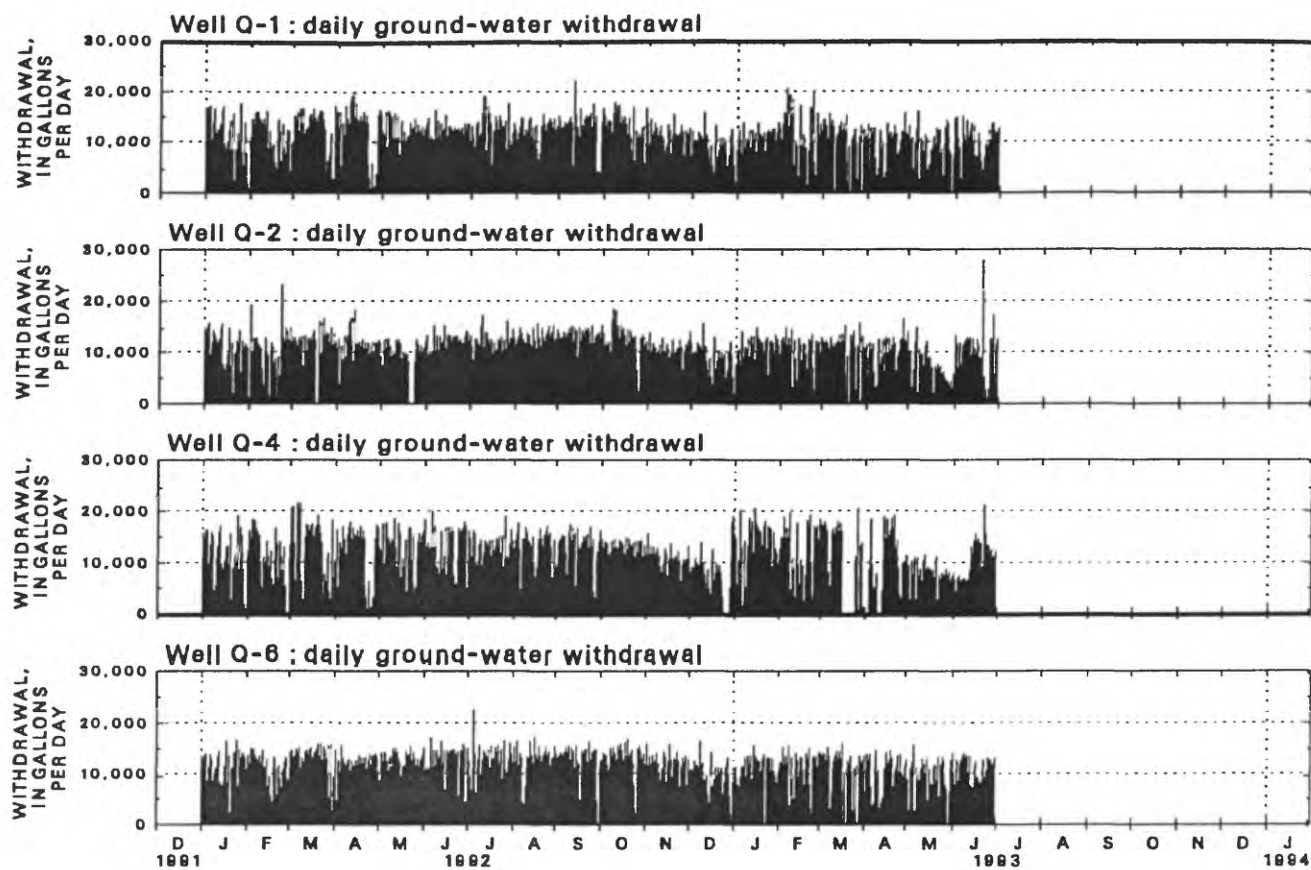 Well Q-1 : daily ground-water withdrawal
WITHDRAWAL,
IN GALLONS
PER DAY
30,000
20,000
10,000
0
Well Q-2 : daily ground-water withdrawal
WITHDRAWAL,
IN GALLONS
PER DAY
30,000
20,000
10,000
0
Well Q-4 : daily ground-water withdrawal
WITHDRAWAL,
IN GALLONS
PER DAY
30,000
20,000
10,000
0
Well Q-6 : daily ground-water withdrawal
WITHDRAWAL,
IN GALLONS
PER DAY
30,000
20,000
10,000
0
D J F M A M J J A S O N D J F M A M J J A S O N D J
1991 1992 1993 1994